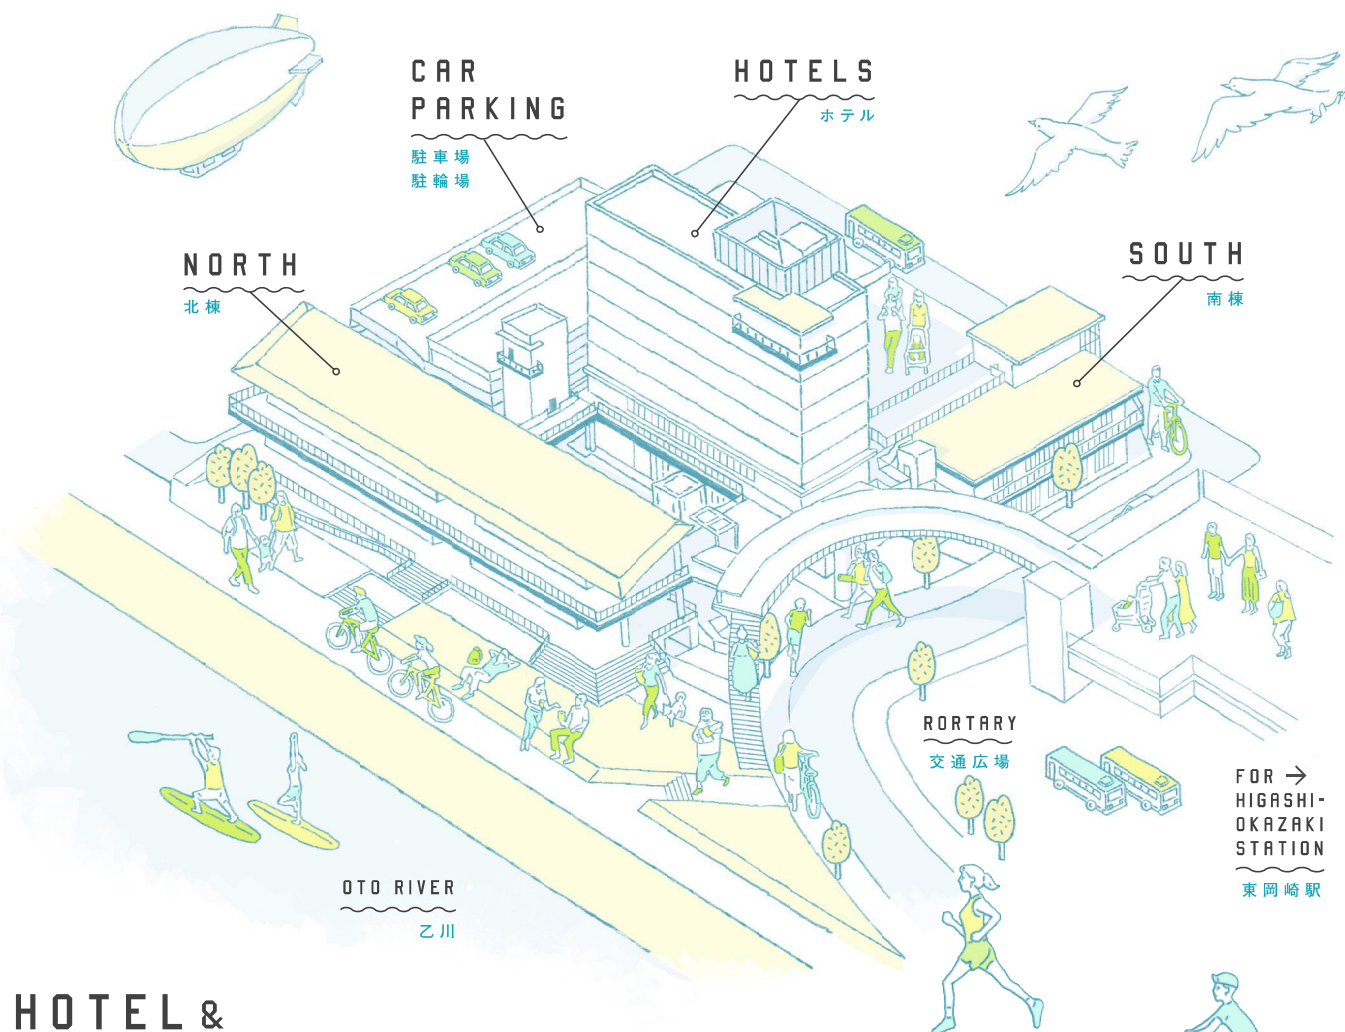 CAR
PARKING
駐車場
駐輪場
HOTELS
ホテル
NORTH
北棟
SOUTH
南棟
RORTARY
交通広場
FOR →
HIGASHI-
OKAZAKI
STATION
東岡崎駅
OTO RIVER
乙川
HOTEL &